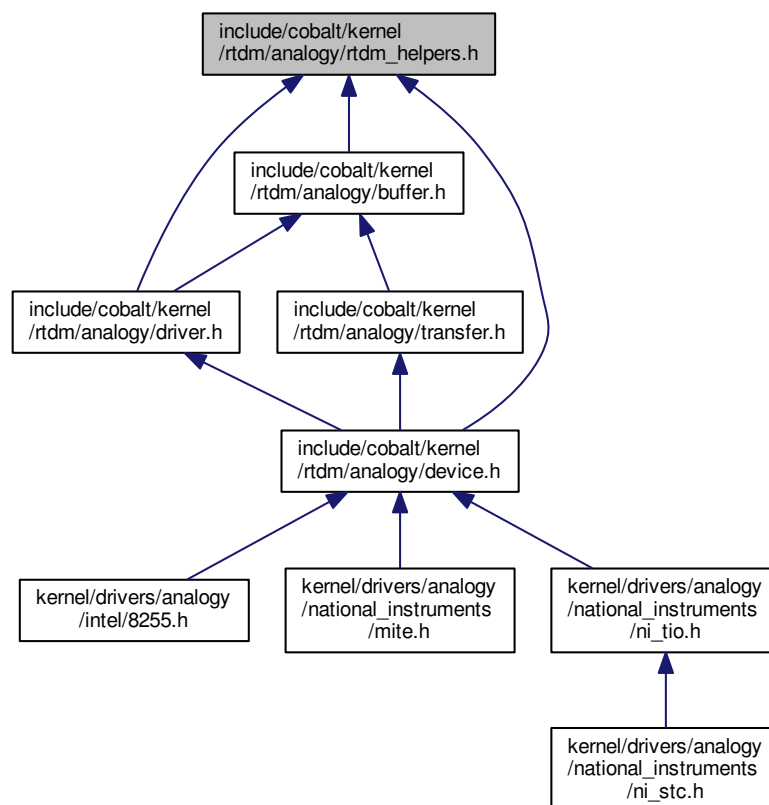 include/cobalt/kernel
/rtdm/analogy/rtdm_helpers.h
include/cobalt/kernel
/rtdm/analogy/buffer.h
include/cobalt/kernel
/rtdm/analogy/driver.h
include/cobalt/kernel
/rtdm/analogy/transfer.h
include/cobalt/kernel
/rtdm/analogy/device.h
kernel/drivers/analogy
/intel/8255.h
kernel/drivers/analogy
/national_instruments
/mite.h
kernel/drivers/analogy
/national_instruments
/ni_tio.h
kernel/drivers/analogy
/national_instruments
/ni_stc.h